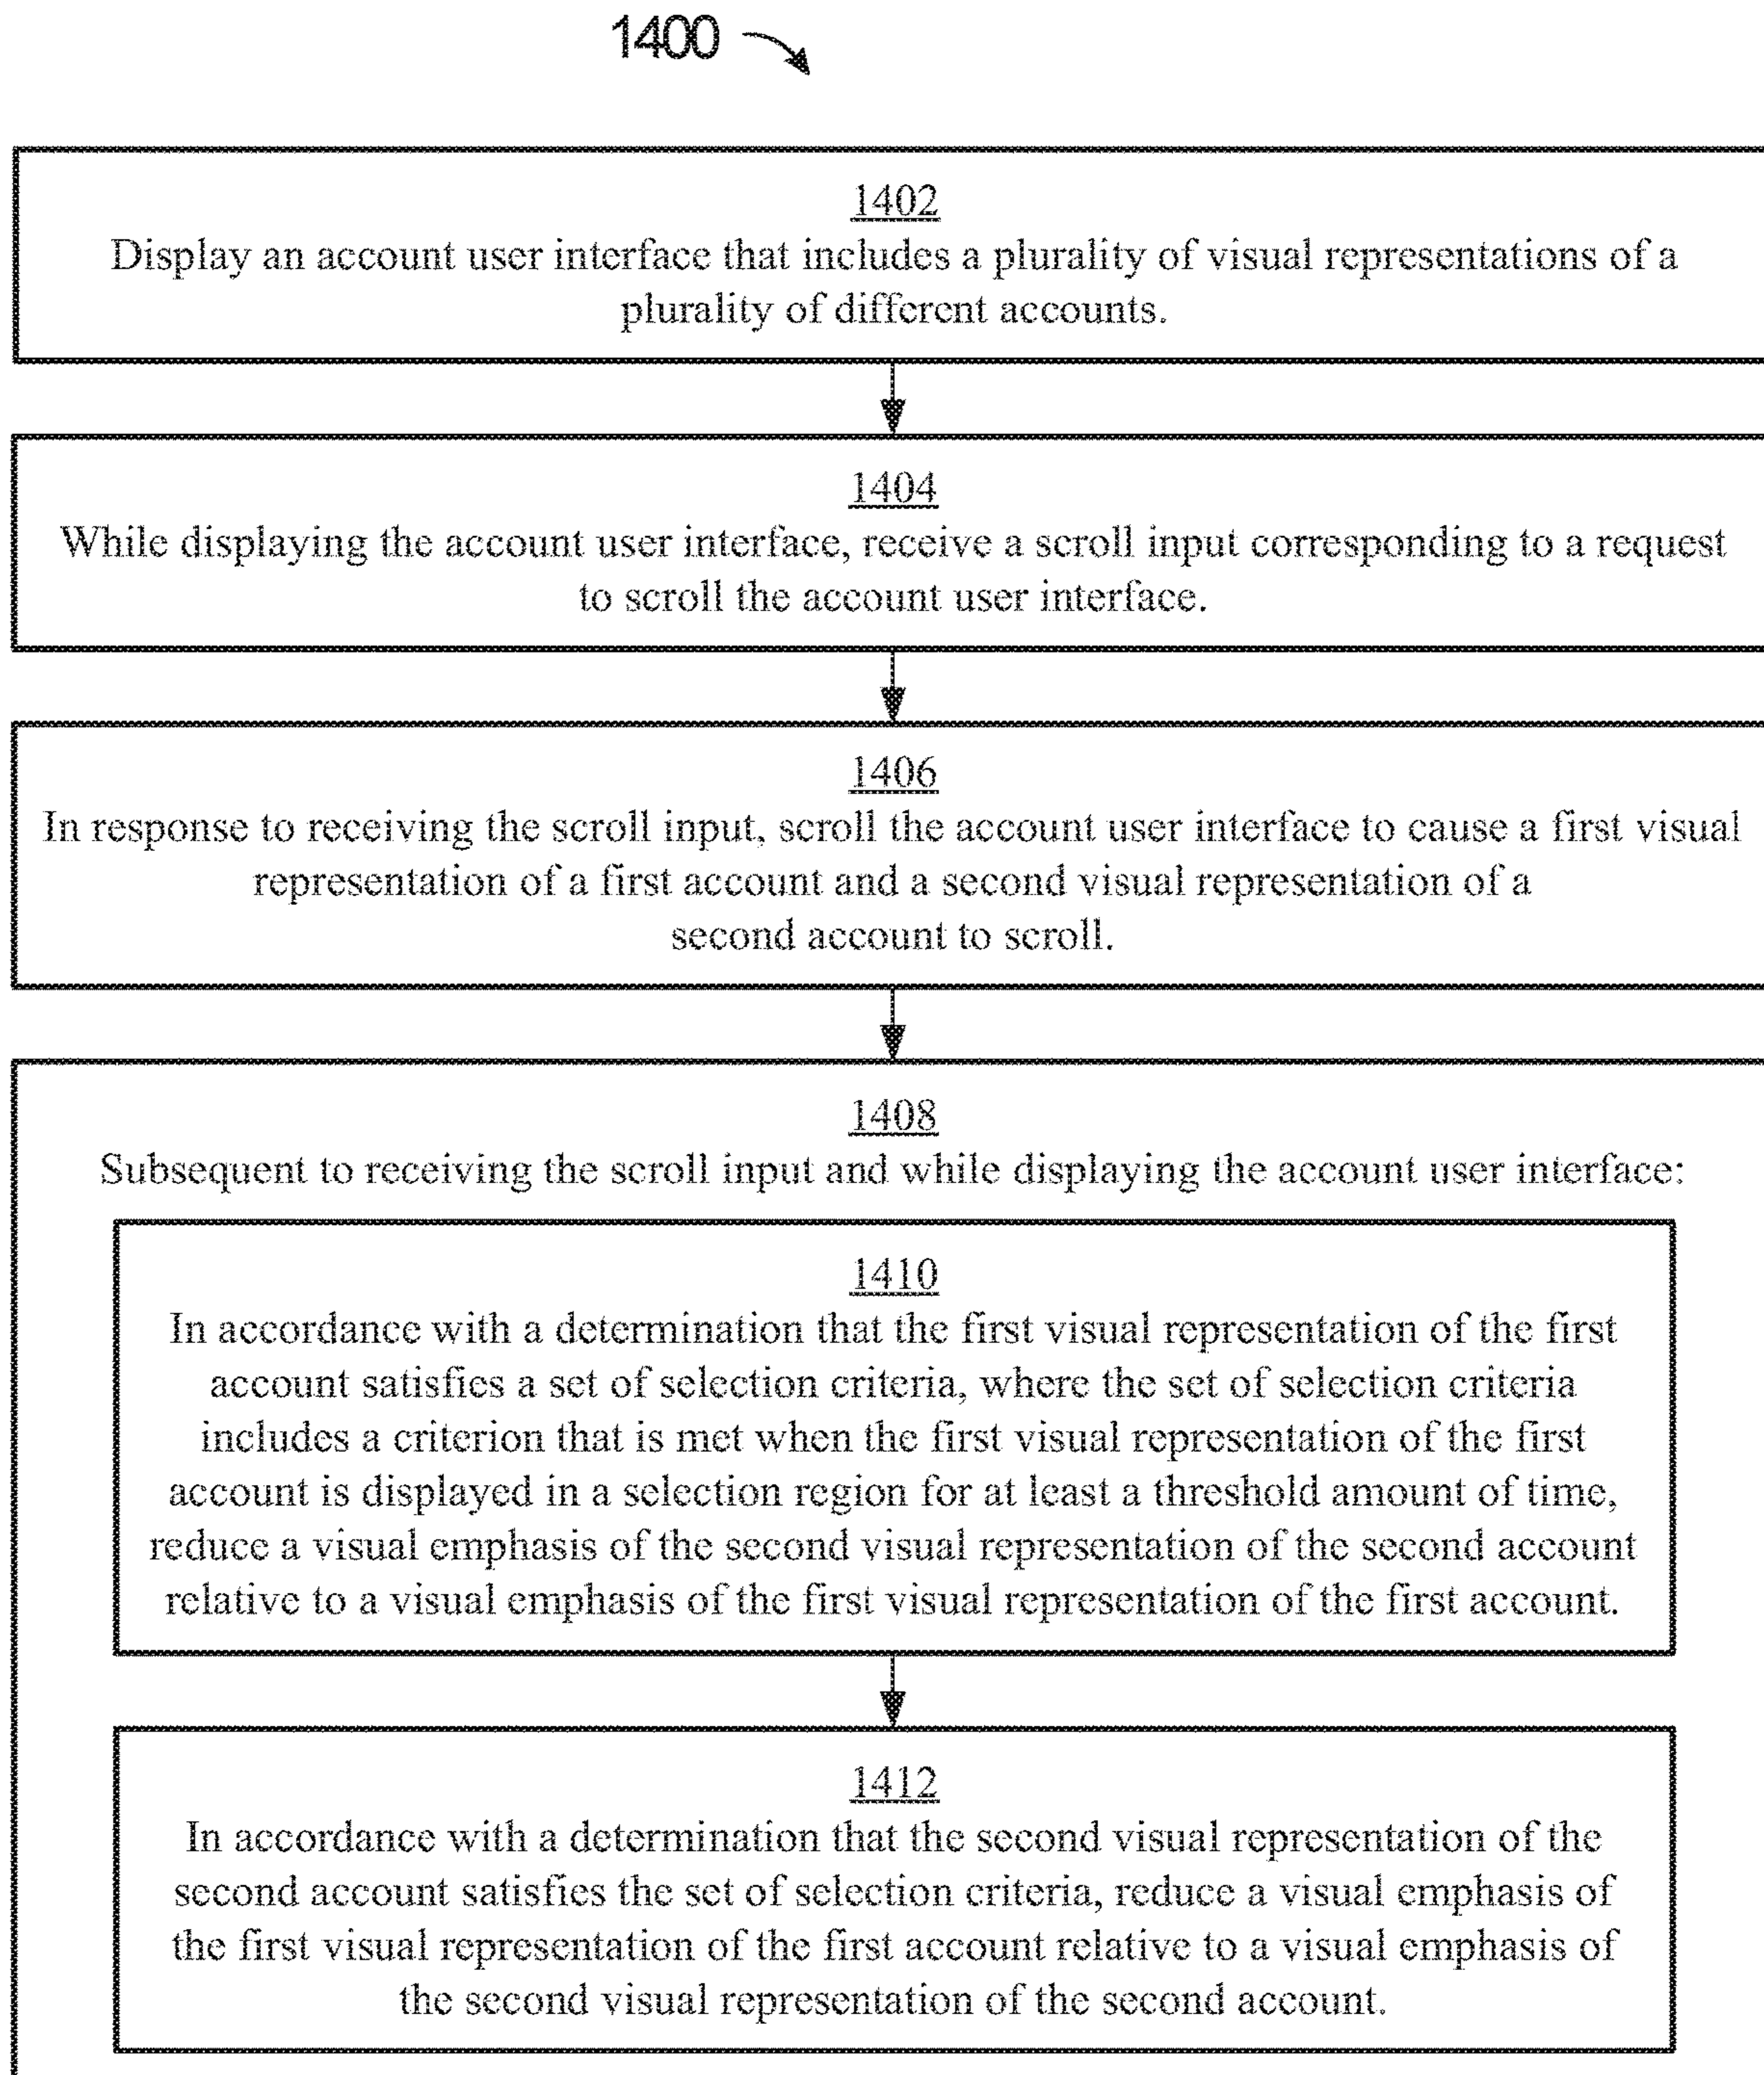 1400
1402
Display an account user interface that includes a plurality of visual representations of a
plurality of different accounts.
1404
While displaying the account user interface, receive a scroll input corresponding to a request
to scroll the account user interface.
1406
In response to receiving the scroll input, scroll the account user interface to cause a first visual
representation of a first account and a second visual representation of a
second account to scroll.
1408
Subsequent to receiving the scroll input and while displaying the account user interface:
1410
In accordance with a determination that the first visual representation of the first
account satisfies a set of selection criteria, where the set of selection criteria
includes a criterion that is met when the first visual representation of the first
account is displayed in a selection region for at least a threshold amount of time,
reduce a visual emphasis of the second visual representation of the second account
relative to a visual emphasis of the first visual representation of the first account.
1412
In accordance with a determination that the second visual representation of the
second account satisfies the set of selection criteria, reduce a visual emphasis of
the first visual representation of the first account relative to a visual emphasis of
the second visual representation of the second account.